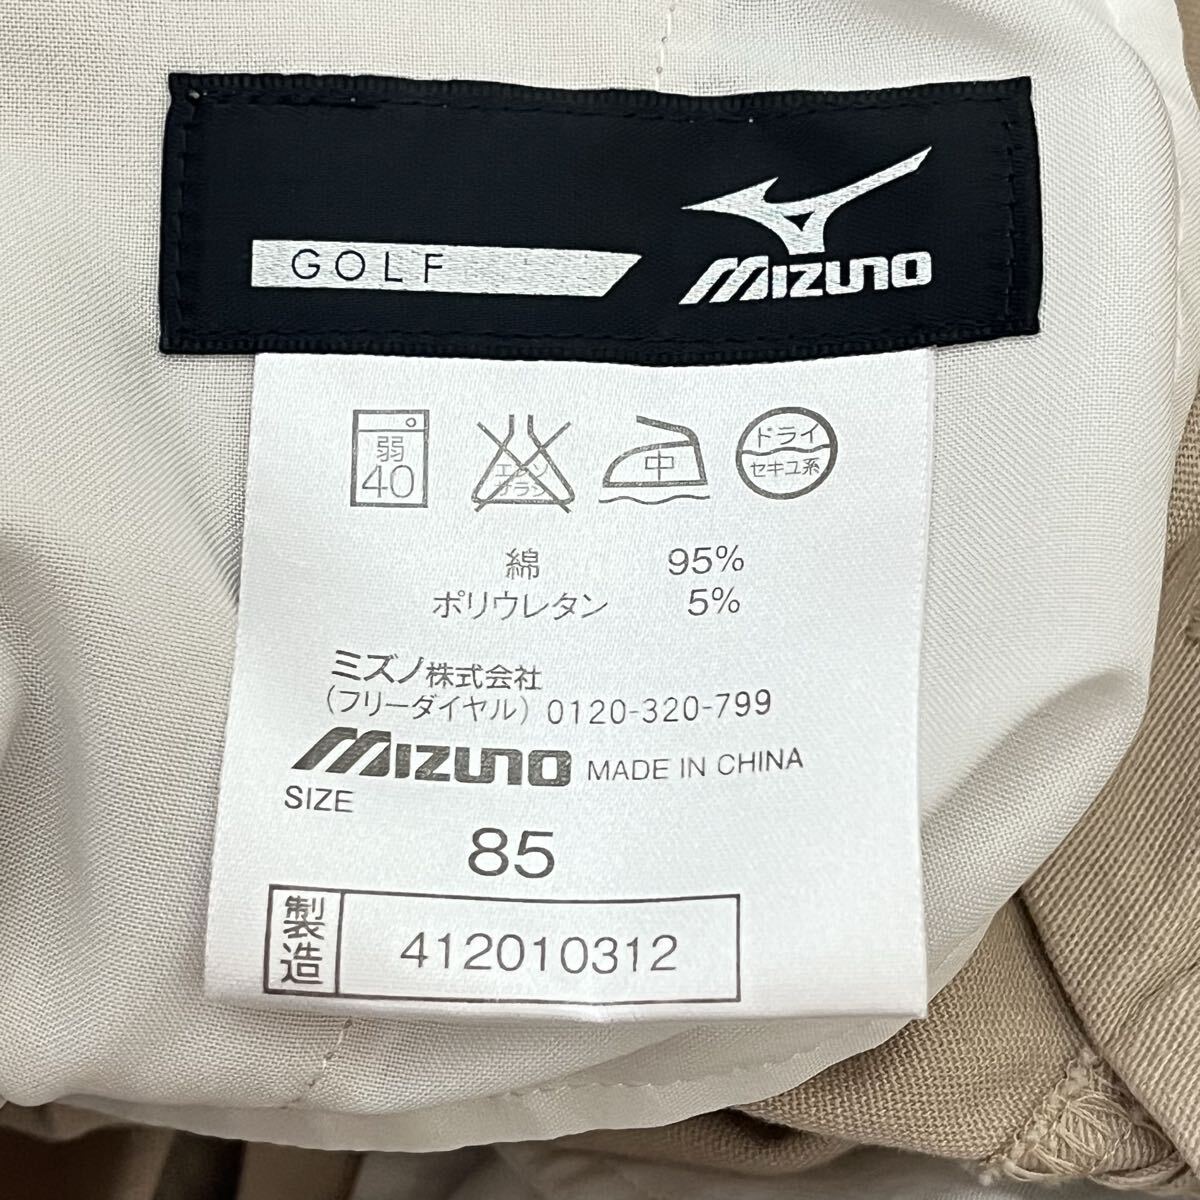 GOLF
MIZUNO
弱
40
エンソ
サラシ
中
ドライ
セキユ系
綿 95%
ポリウレタン 5%
ミズノ株式会社
(フリーダイヤル) 0120-320-799
MIZUNO MADE IN CHINA
SIZE
85
製造 412010312